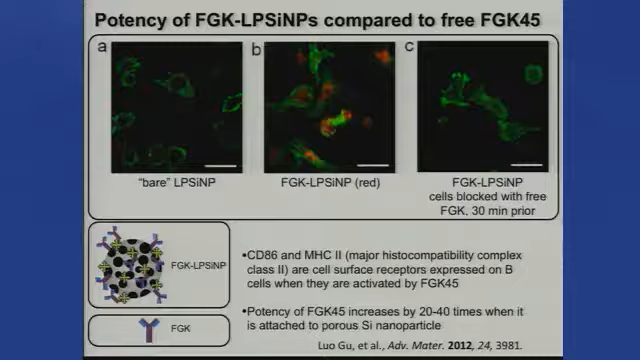 Potency of FGK-LPSiNPs compared to free FGK45
a
b
c
"bare" LPSiNP
FGK-LPSiNP (red)
FGK-LPSiNP
cells blocked with free
FGK, 30 min prior
FGK-LPSiNP
FGK
•CD86 and MHC II (major histocompatibility complex
class II) are cell surface receptors expressed on B
cells when they are activated by FGK45
•Potency of FGK45 increases by 20-40 times when it
is attached to porous Si nanoparticle
Luo Gu, et al., Adv. Mater. 2012, 24, 3981.